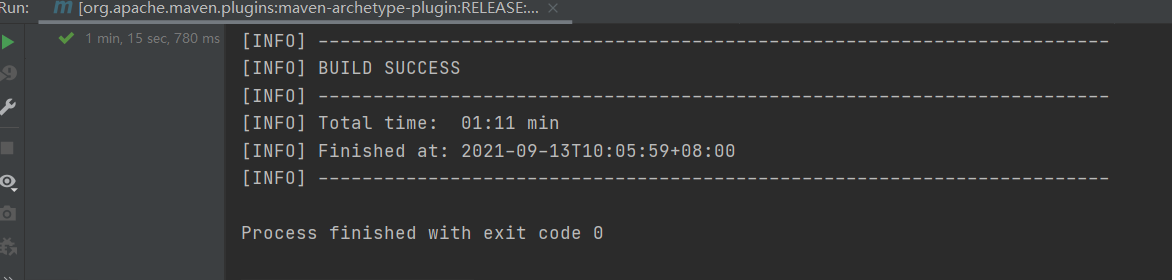 Run: m [org.apache.maven.plugins:maven-archetype-plugin:RELEASE:... ×
1 min, 15 sec, 780 ms
[INFO] ------------------------------------------------------------------------
[INFO] BUILD SUCCESS
[INFO] ------------------------------------------------------------------------
[INFO] Total time:  01:11 min
[INFO] Finished at: 2021-09-13T10:05:59+08:00
[INFO] ------------------------------------------------------------------------
Process finished with exit code 0